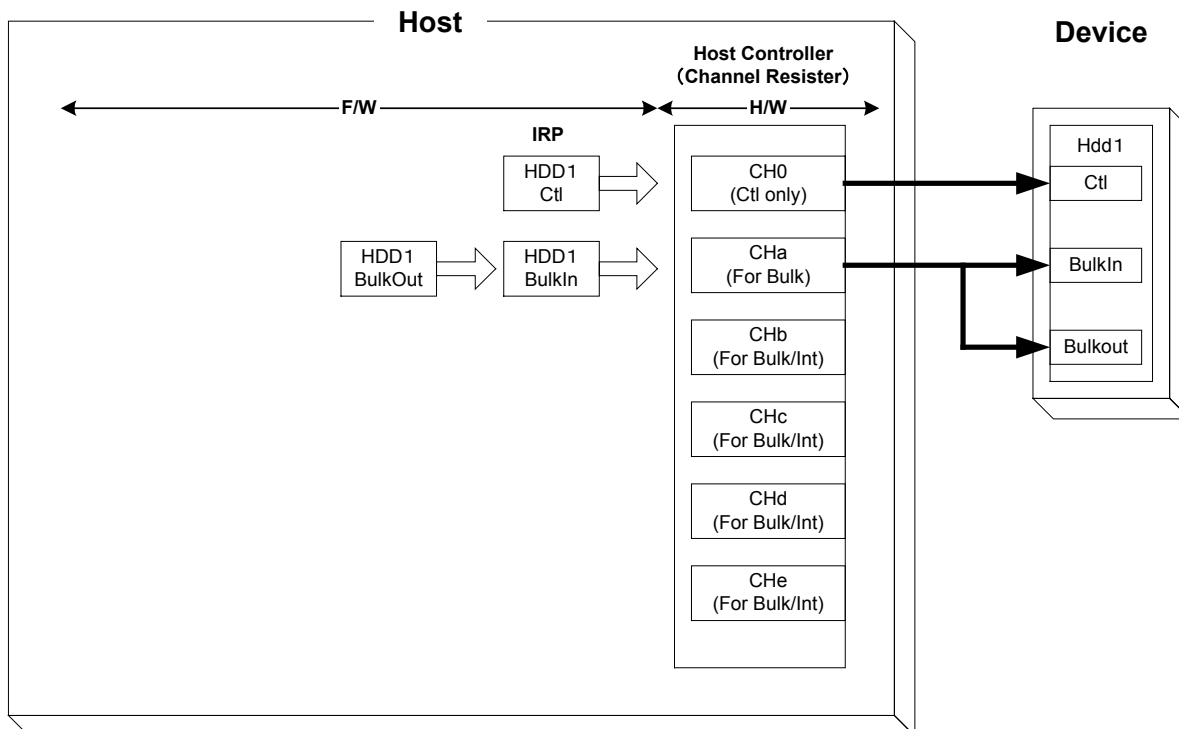 Host
Device
Host Controller
（Channel Resister）
F/W
H/W
IRP
HDD1
Ctl
CH0
(Ctl only)
Hdd1
Ctl
HDD1
BulkOut
HDD1
BulkIn
CHa
(For Bulk)
BulkIn
CHb
(For Bulk/Int)
Bulkout
CHc
(For Bulk/Int)
CHd
(For Bulk/Int)
CHe
(For Bulk/Int)